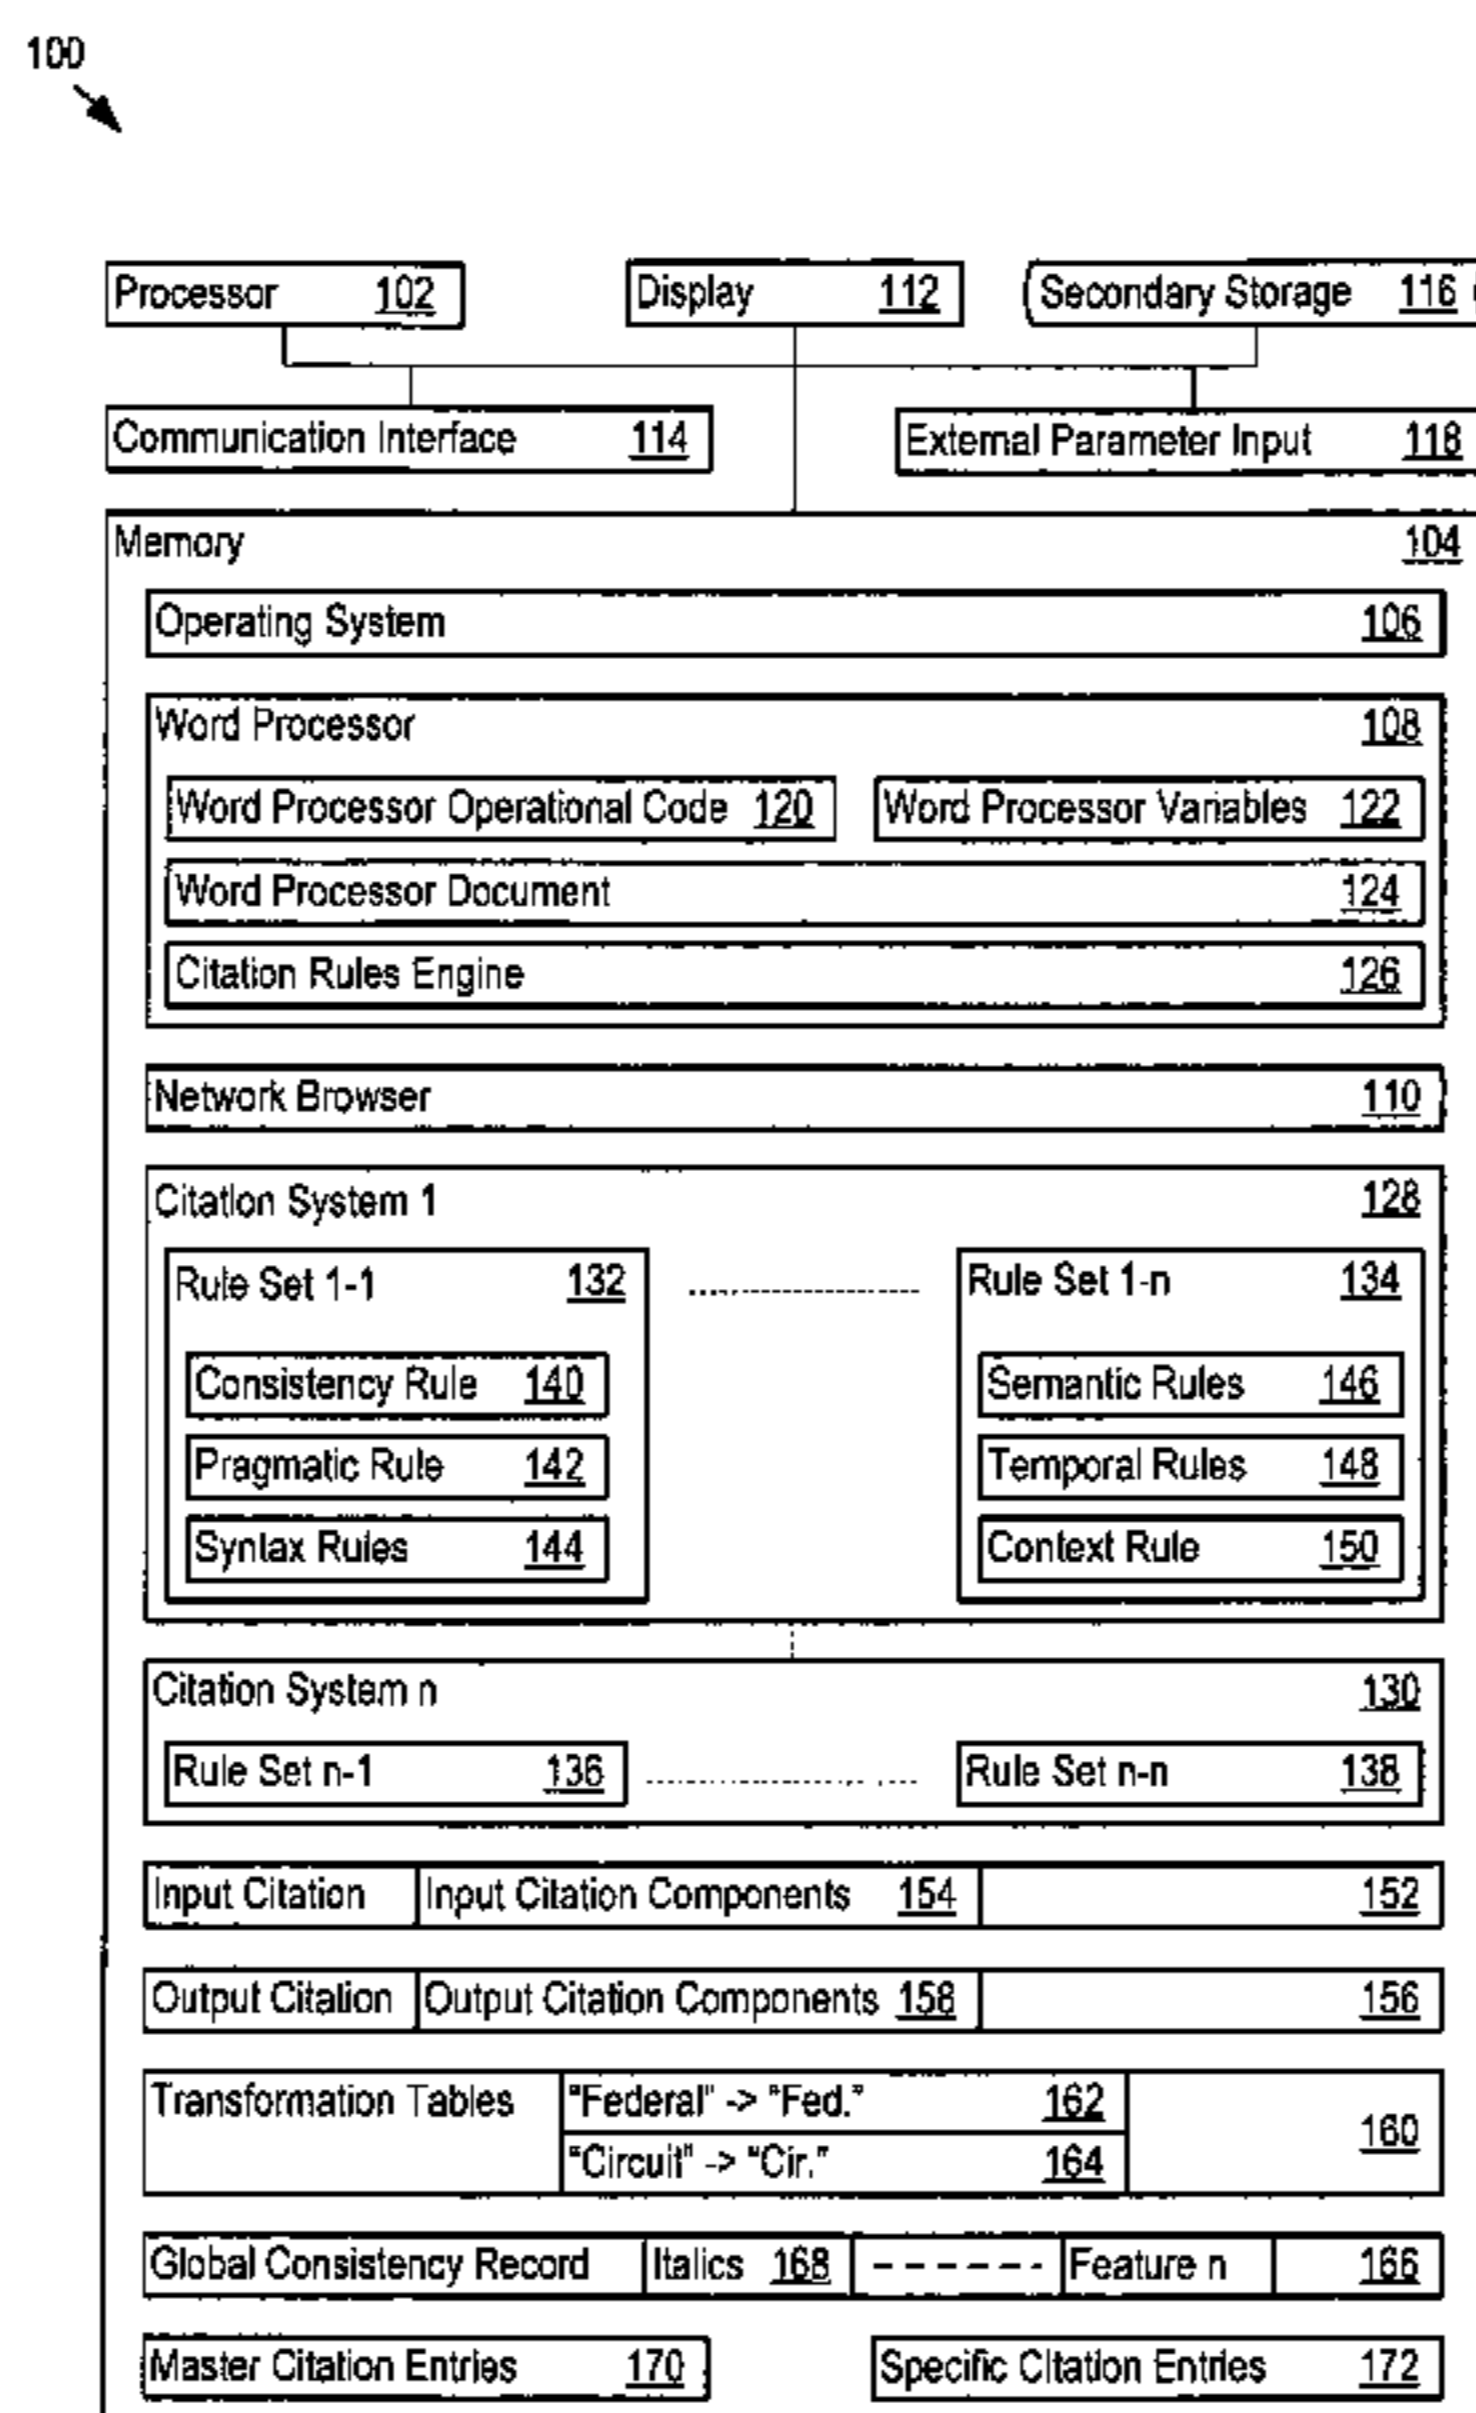 100
Processor 102 Display 112 Secondary Storage 116
Communication Interface 114 External Parameter Input 118
Memory 104
Operating System 106
Word Processor 108
Word Processor Operational Code 120 Word Processor Variables 122
Word Processor Document 124
Citation Rules Engine 126
Network Browser 110
Citation System 1 128
Rule Set 1-1 132 Rule Set 1-n 134
Consistency Rule 140 Semantic Rules 146
Pragmatic Rule 142 Temporal Rules 148
Syntax Rules 144 Context Rule 150
Citation System n 130
Rule Set n-1 136 Rule Set n-n 138
Input Citation Input Citation Components 154 152
Output Citation Output Citation Components 158 156
Transformation Tables "Federal" -> "Fed." 162 160
"Circuit" -> "Cir." 164
Global Consistency Record Italics 168 ------ Feature n 166
Master Citation Entries 170 Specific Citation Entries 172